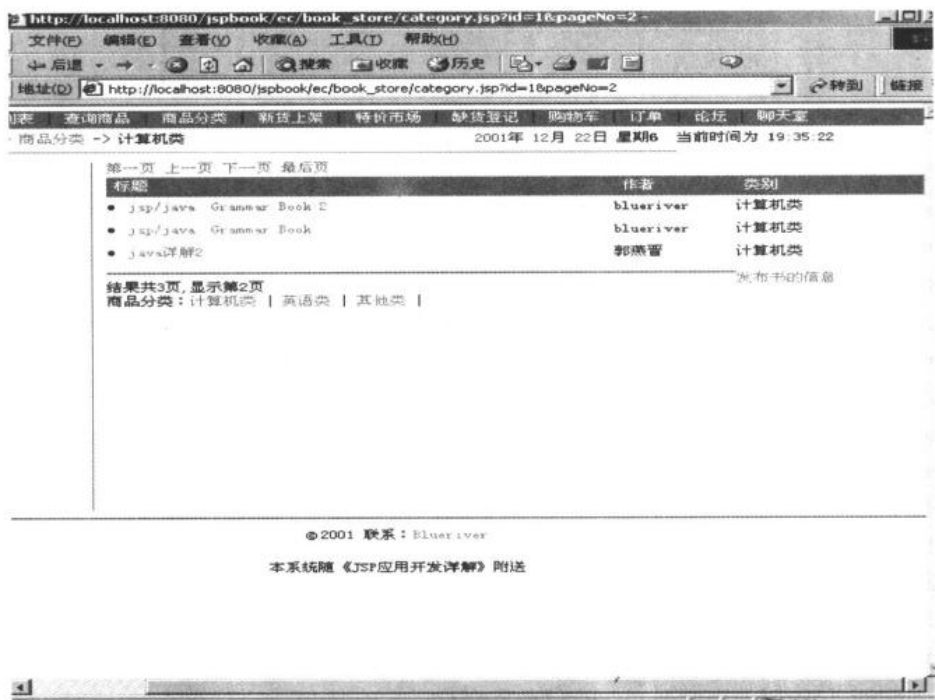 http://localhost:8080/jspbook/ec/book_store/category.jsp?id=1&pageNo=2 -
文件(F) 编辑(E) 查看(V) 收藏(A) 工具(T) 帮助(H)
后退 搜索 收藏 历史
地址(D) http://localhost:8080/jspbook/ec/book_store/category.jsp?id=1&pageNo=2 转到 链接
列表 查询商品 商品分类 新货上架 特价市场 缺货登记 购物车 订单 论坛 聊天室
商品分类 -> 计算机类 2001年 12月 22日 星期6 当前时间为 19:35:22
第一页 上一页 下一页 最后页
标题 作者 类别
• jsp/java Grammar Book 2 blueriver 计算机类
• jsp/java Grammar Book blueriver 计算机类
• java详解2 郭燕晋 计算机类
发布书的信息
结果共3页,显示第2页
商品分类：计算机类 | 英语类 | 其他类 |
©2001 联系：Blueriver
本系统随《JSP应用开发详解》附送